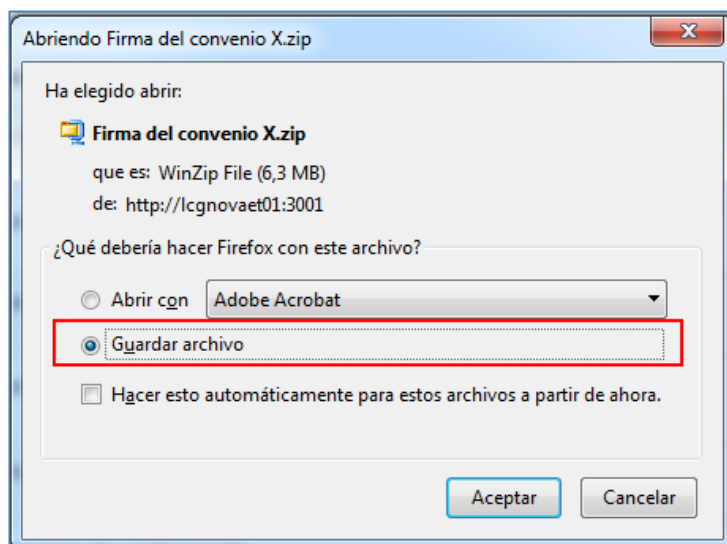 Abriendo Firma del convenio X.zip
Ha elegido abrir:
Firma del convenio X.zip
que es: WinZip File (6,3 MB)
de: http://lcgnovaet01:3001
¿Qué debería hacer Firefox con este archivo?
Abrir con Adobe Acrobat
Guardar archivo
Hacer esto automáticamente para estos archivos a partir de ahora.
Aceptar Cancelar